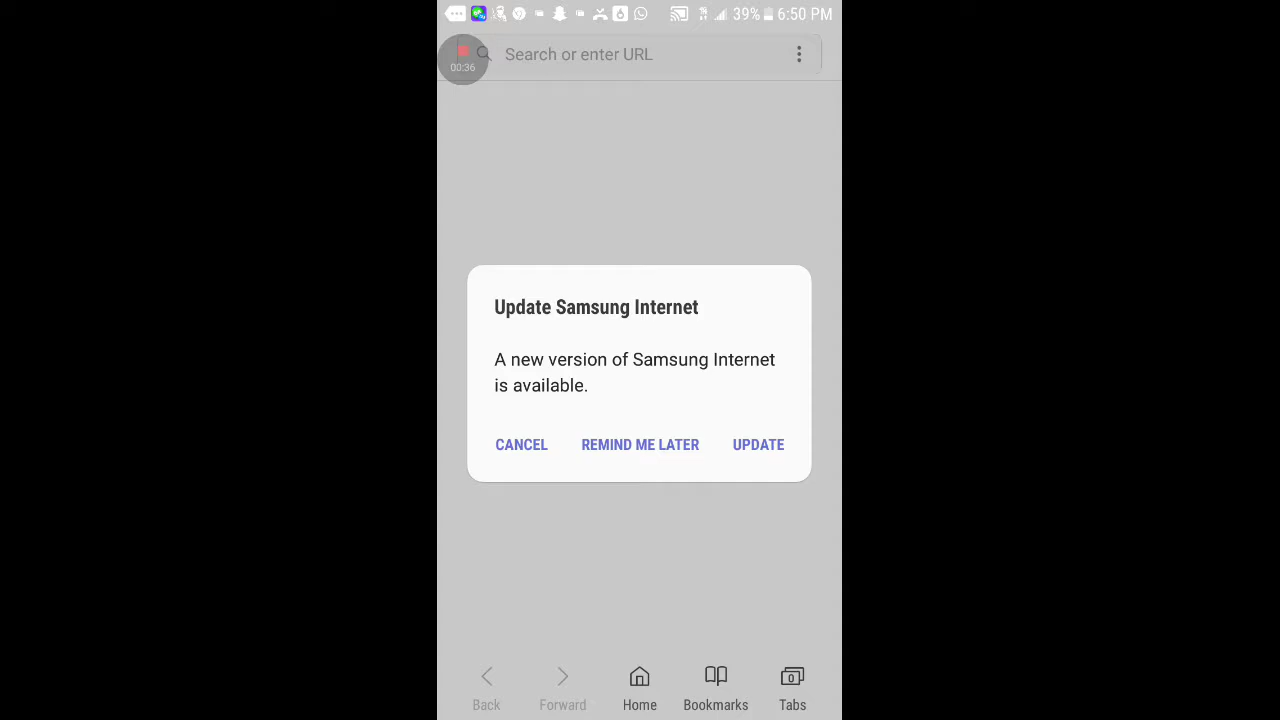 39% 6:50 PM
00:36
Search or enter URL
Update Samsung Internet
A new version of Samsung Internet
is available.
CANCEL REMIND ME LATER UPDATE
0
Back Forward Home Bookmarks Tabs